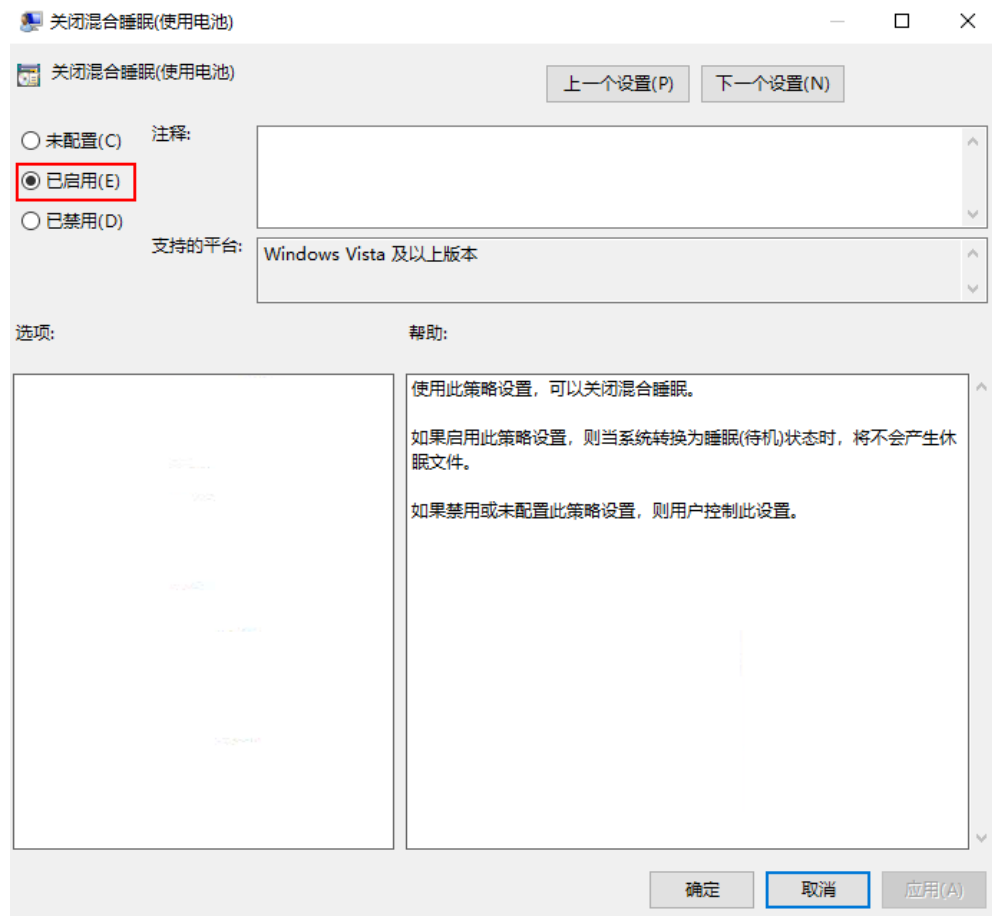 关闭混合睡眠(使用电池)
关闭混合睡眠(使用电池)
上一个设置(P)
下一个设置(N)
未配置(C)
注释:
已启用(E)
已禁用(D)
支持的平台:
Windows Vista 及以上版本
选项:
帮助:
使用此策略设置，可以关闭混合睡眠。
如果启用此策略设置，则当系统转换为睡眠(待机)状态时，将不会产生休
眠文件。
如果禁用或未配置此策略设置，则用户控制此设置。
确定
取消
应用(A)